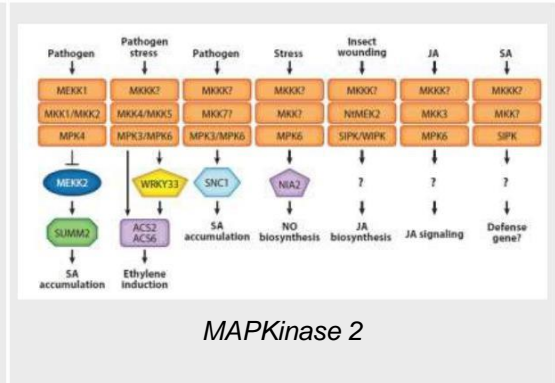 Pathogen
Pathogen stress
Pathogen
Stress
Insect wounding
JA
SA
MEKK1
MKKK?
MKKK?
MKKK?
MKKK?
MKKK?
MKKK?
MKK1/MKK2
MKK4/MKK5
MKK7?
MKK?
NtMEK2
MKK3
MKK?
MPK4
MPK3/MPK6
MPK3/MPK6
MPK6
SIPK/WIPK
MPK6
SIPK
MEKK2
WRKY33
SNC1
NIA2
?
?
?
SUMM2
ACS2
ACS6
SA accumulation
NO biosynthesis
JA biosynthesis
JA signaling
Defense gene?
SA accumulation
Ethylene induction
MAPKinase 2